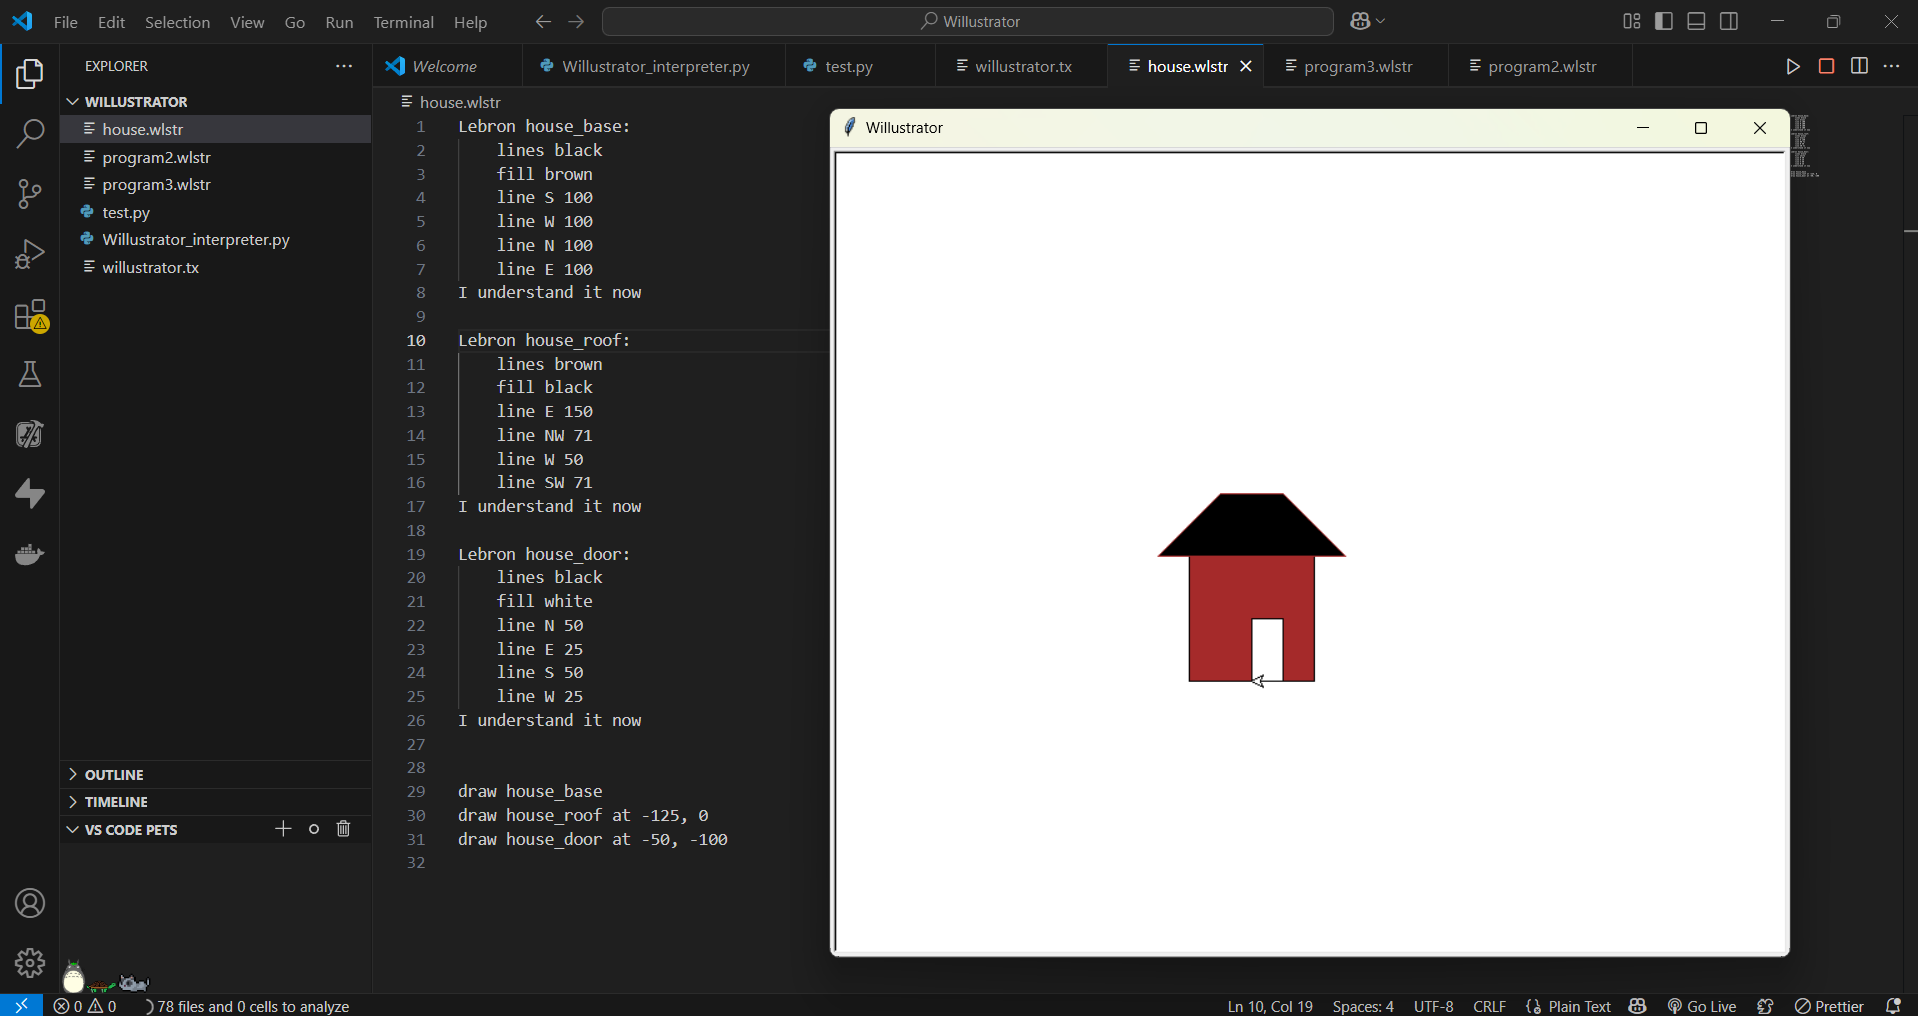 File Edit Selection View Go Run Terminal Help
Willustrator
EXPLORER
Welcome
Willustrator_interpreter.py
test.py
willustrator.tx
house.wlstr
program3.wlstr
program2.wlstr
WILLUSTRATOR
house.wlstr
program2.wlstr
program3.wlstr
test.py
Willustrator_interpreter.py
willustrator.tx
OUTLINE
TIMELINE
VS CODE PETS
house.wlstr
1 Lebron house_base:
2 lines black
3 fill brown
4 line S 100
5 line W 100
6 line N 100
7 line E 100
8 I understand it now
9
10 Lebron house_roof:
11 lines brown
12 fill black
13 line E 150
14 line NW 71
15 line W 50
16 line SW 71
17 I understand it now
18
19 Lebron house_door:
20 lines black
21 fill white
22 line N 50
23 line E 25
24 line S 50
25 line W 25
26 I understand it now
27
28
29 draw house_base
30 draw house_roof at -125, 0
31 draw house_door at -50, -100
32
Willustrator
0 0 78 files and 0 cells to analyze
Ln 10, Col 19 Spaces: 4 UTF-8 CRLF {} Plain Text Go Live Prettier